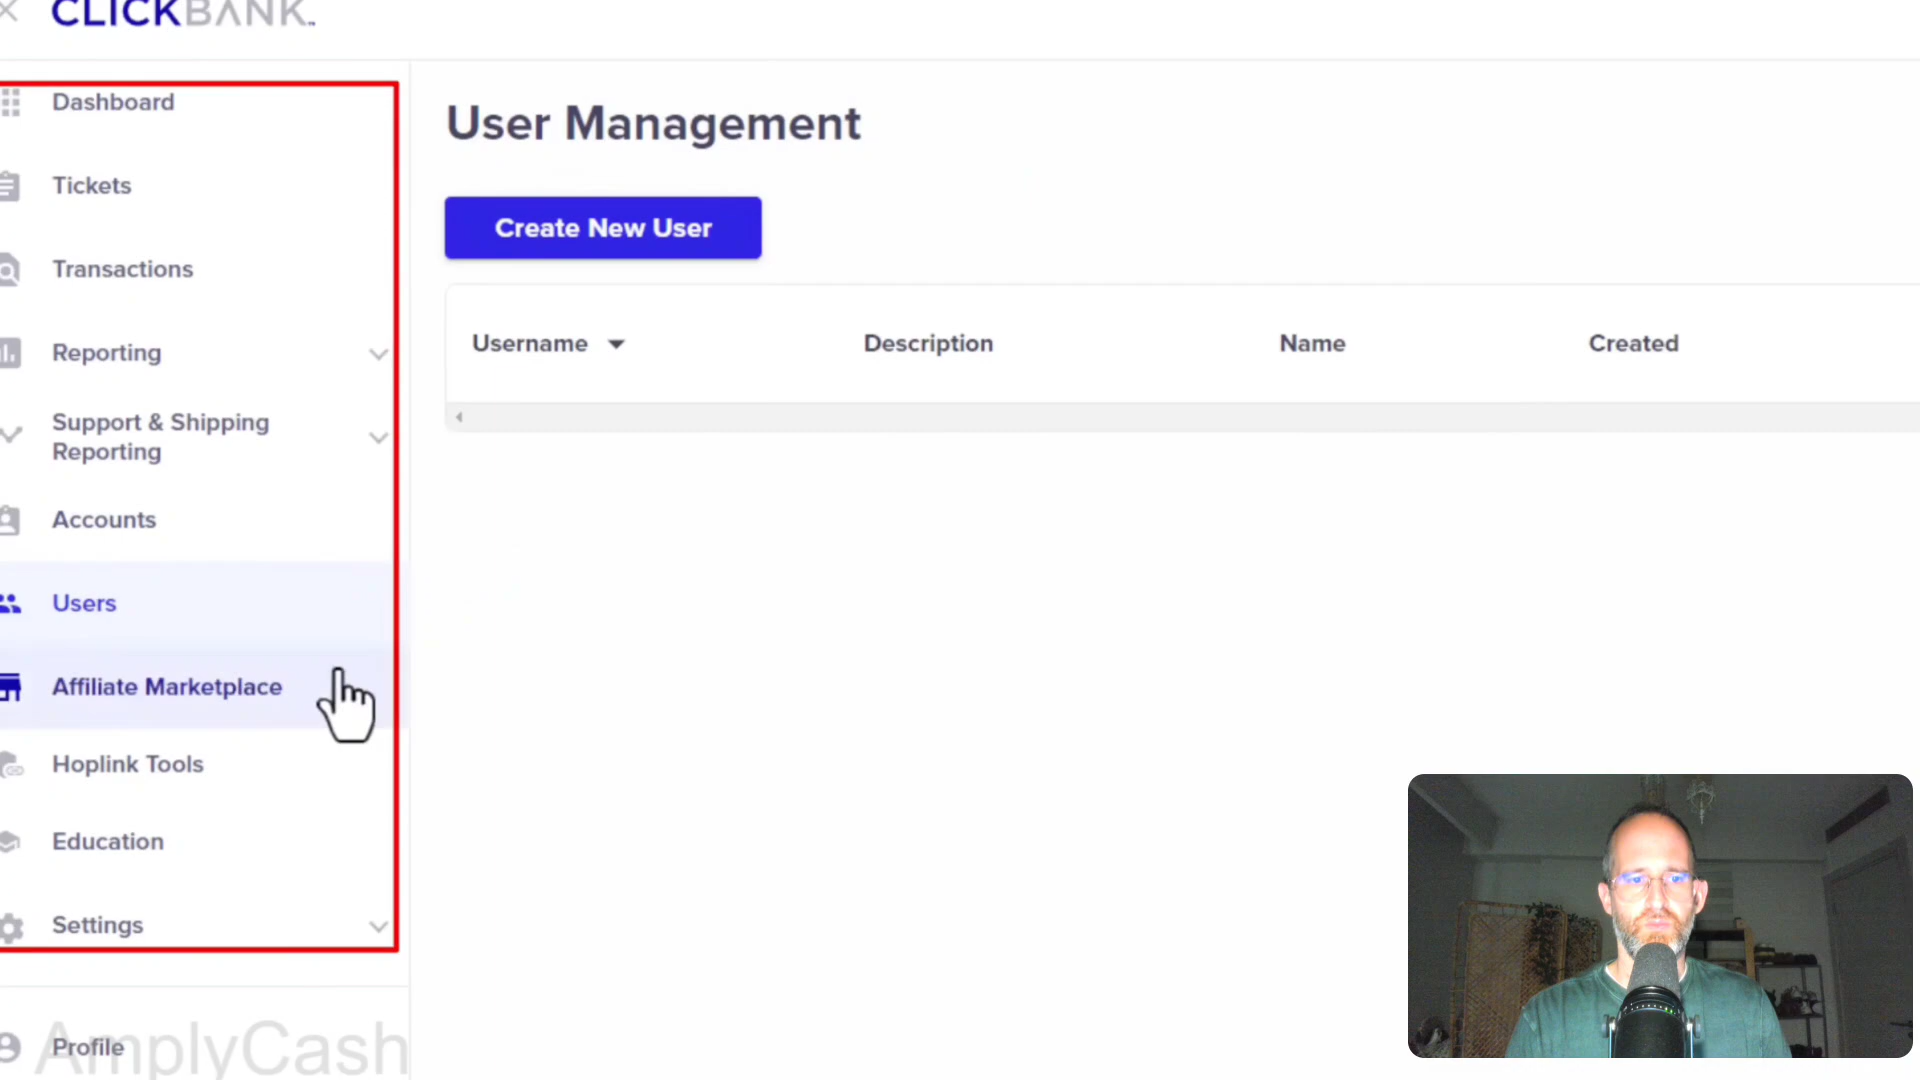 CLICKBANK™
Dashboard
Tickets
Transactions
Reporting
Support & Shipping
Reporting
Accounts
Users
Affiliate Marketplace
Hoplink Tools
Education
Settings
Profile
AmplyCash
User Management
Create New User
Username
Description
Name
Created